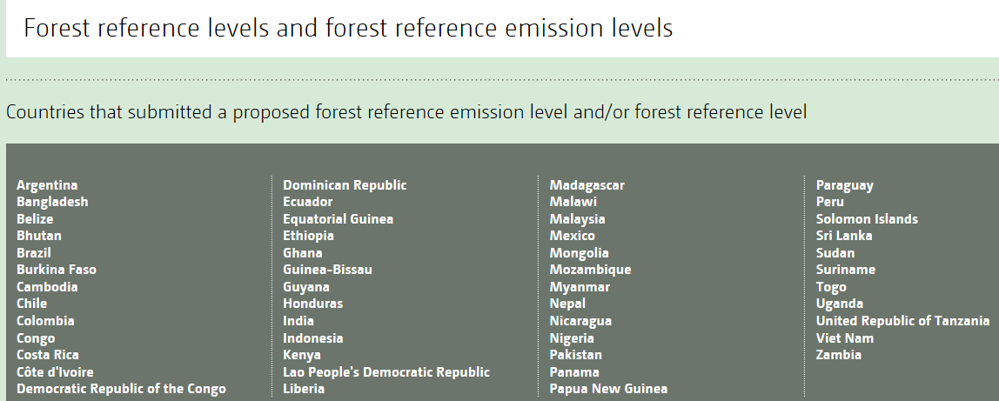 Forest reference levels and forest reference emission levels
Countries that submitted a proposed forest reference emission level and/or forest reference level
Argentina
Bangladesh
Belize
Bhutan
Brazil
Burkina Faso
Cambodia
Chile
Colombia
Congo
Costa Rica
Côte d'Ivoire
Democratic Republic of the Congo
Dominican Republic
Ecuador
Equatorial Guinea
Ethiopia
Ghana
Guinea-Bissau
Guyana
Honduras
India
Indonesia
Kenya
Lao People's Democratic Republic
Liberia
Madagascar
Malawi
Malaysia
Mexico
Mongolia
Mozambique
Myanmar
Nepal
Nicaragua
Nigeria
Pakistan
Panama
Papua New Guinea
Paraguay
Peru
Solomon Islands
Sri Lanka
Sudan
Suriname
Togo
Uganda
United Republic of Tanzania
Viet Nam
Zambia